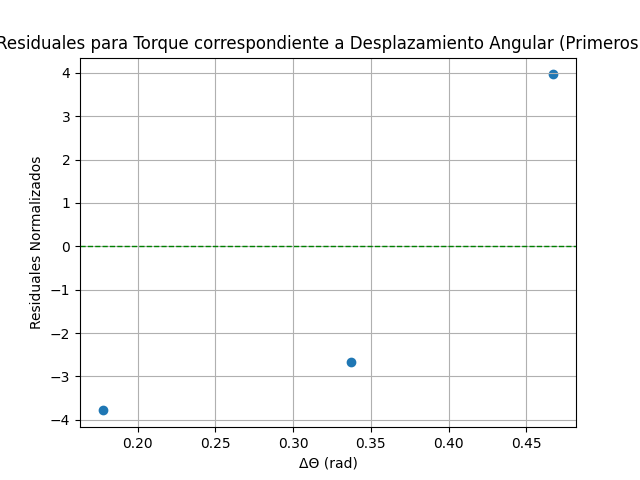 Residuales para Torque correspondiente a Desplazamiento Angular (Primeros
4
3
2
1
0
−1
−2
−3
−4
Residuales Normalizados
0.20 0.25 0.30 0.35 0.40 0.45
ΔΘ (rad)